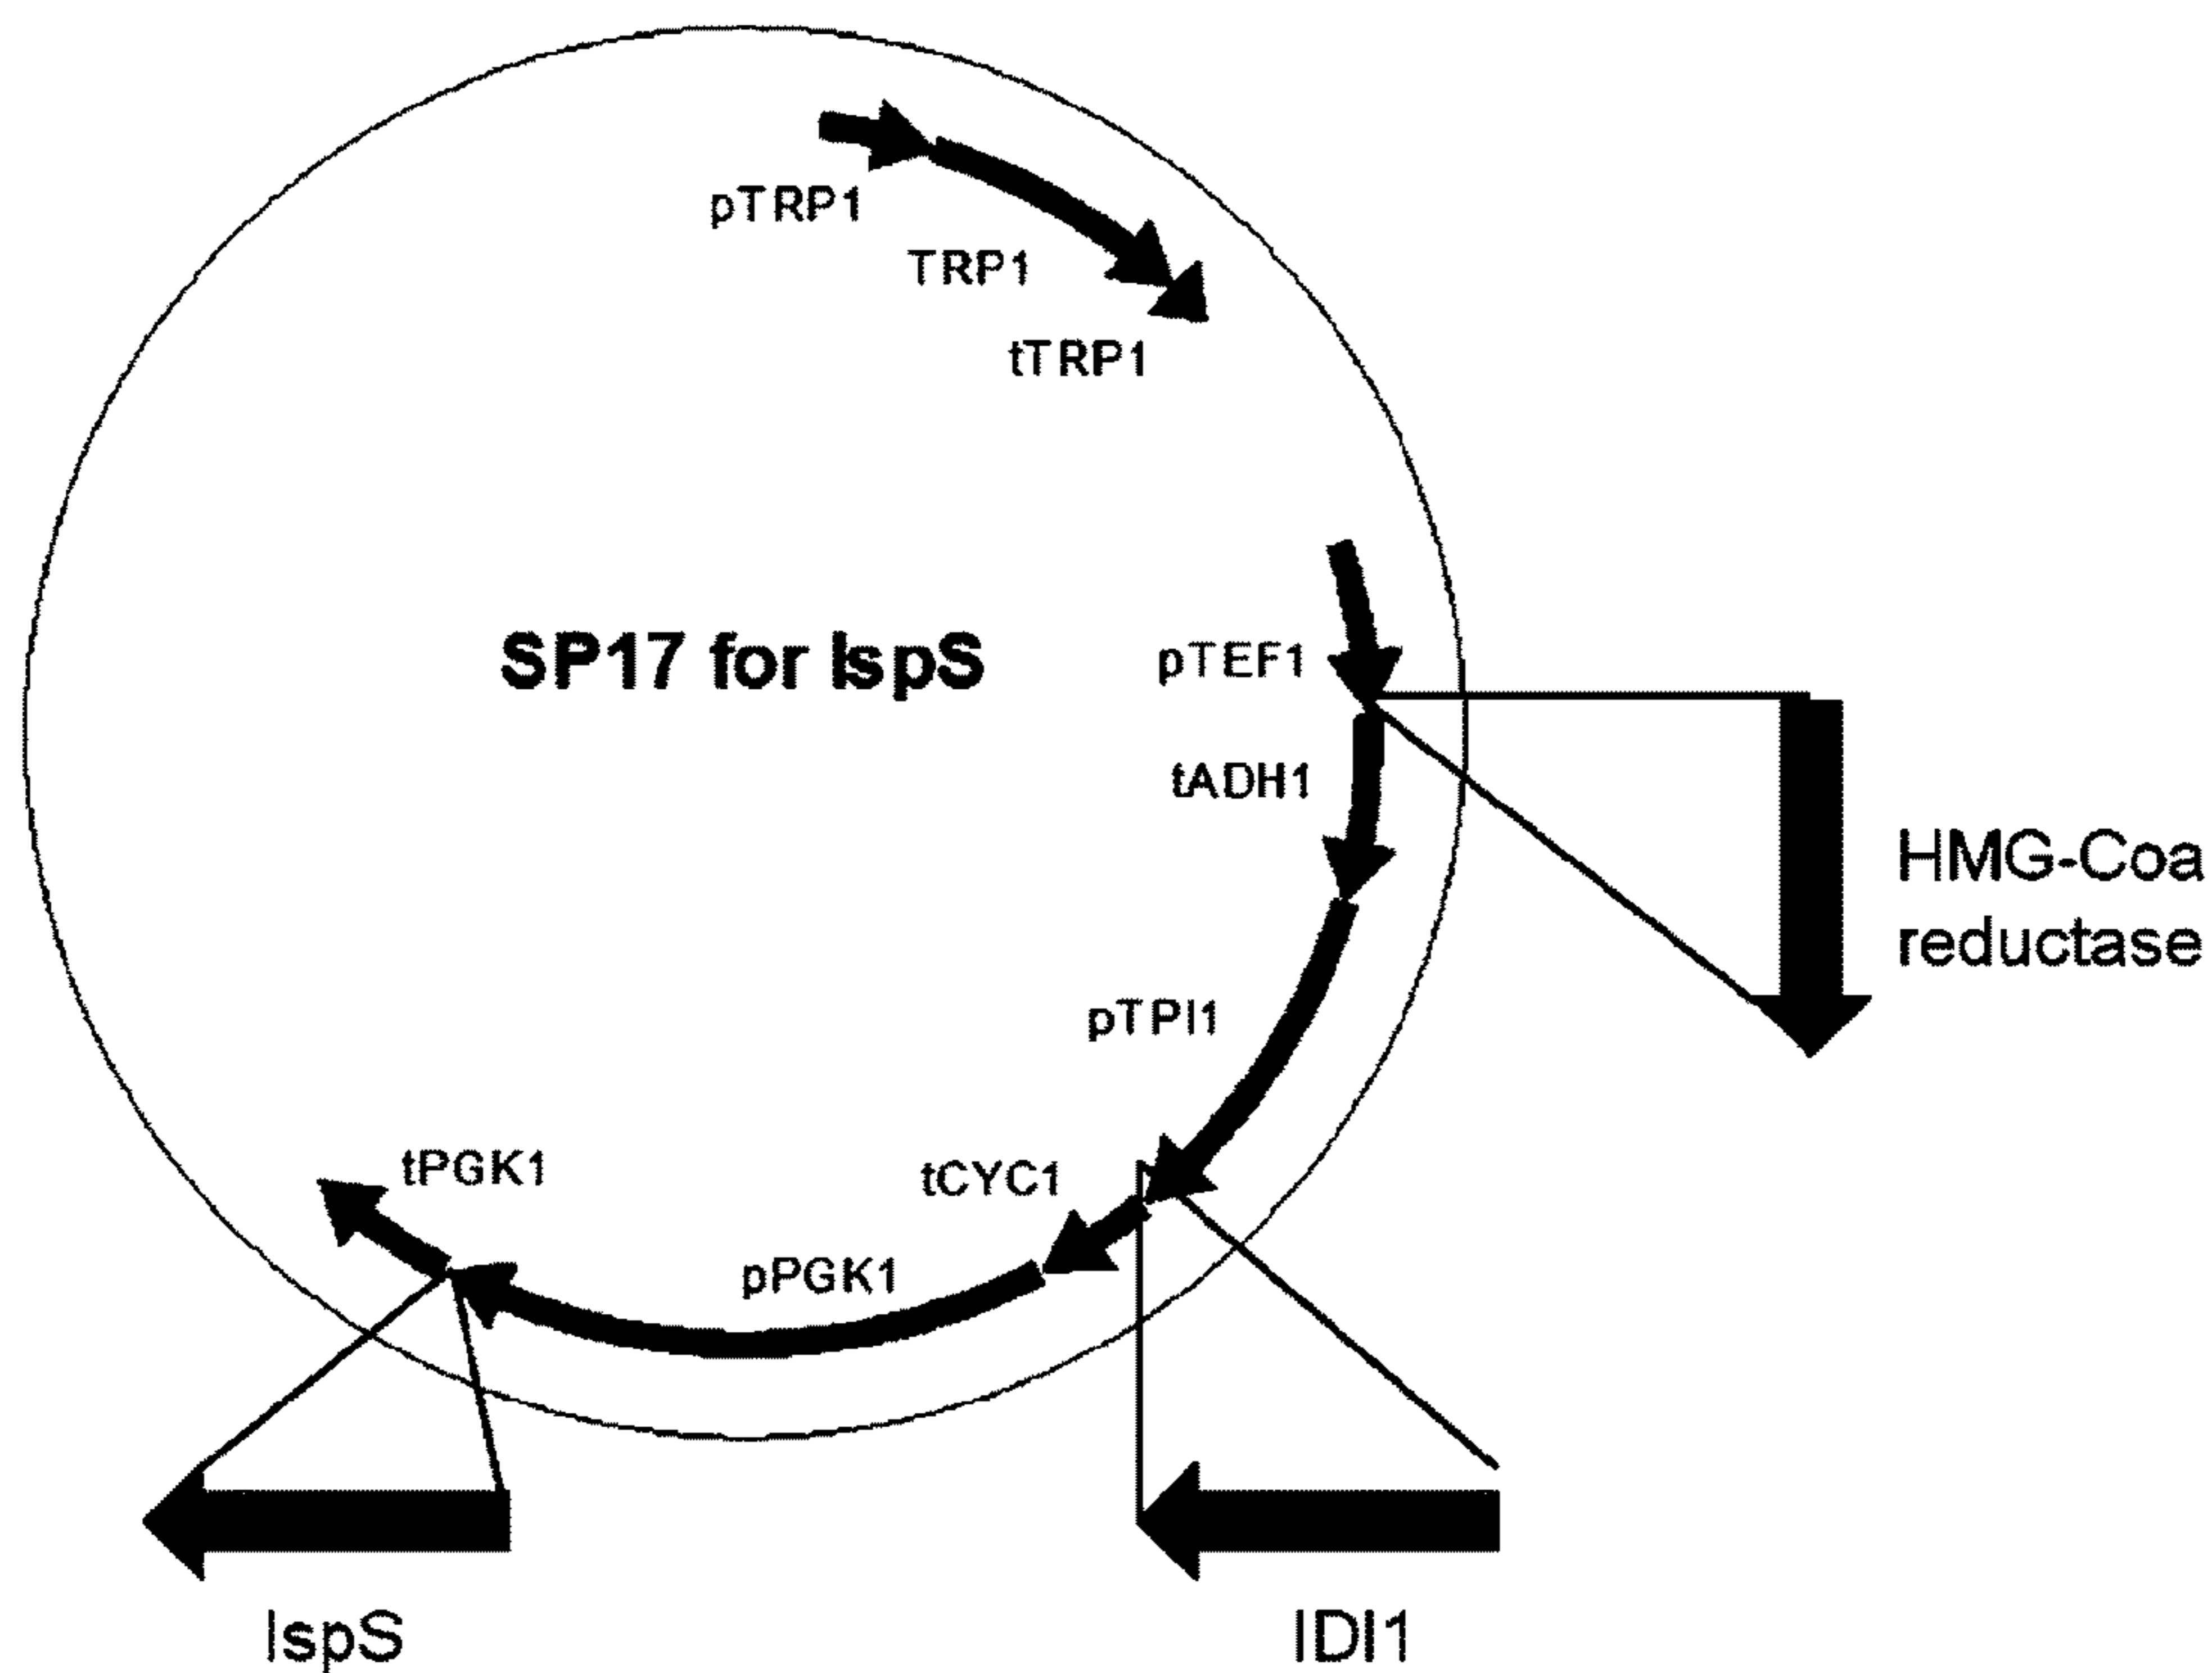 pTRP1
TRP1
tTRP1
SP17 for IspS
pTEF1
tADH1
HMG-Coa
reductase
pTPI1
tPGK1
tCYC1
pPGK1
IspS
IDI1